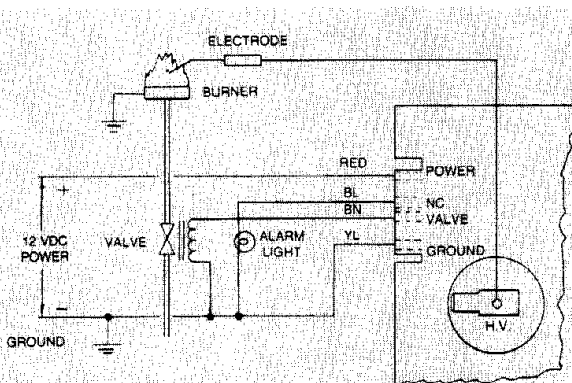 ELECTRODE
BURNER
RED
POWER
BL
NC
BN
VALVE
+
12 VDC
POWER
VALVE
ALARM
LIGHT
YL
GROUND
H.V.
−
GROUND